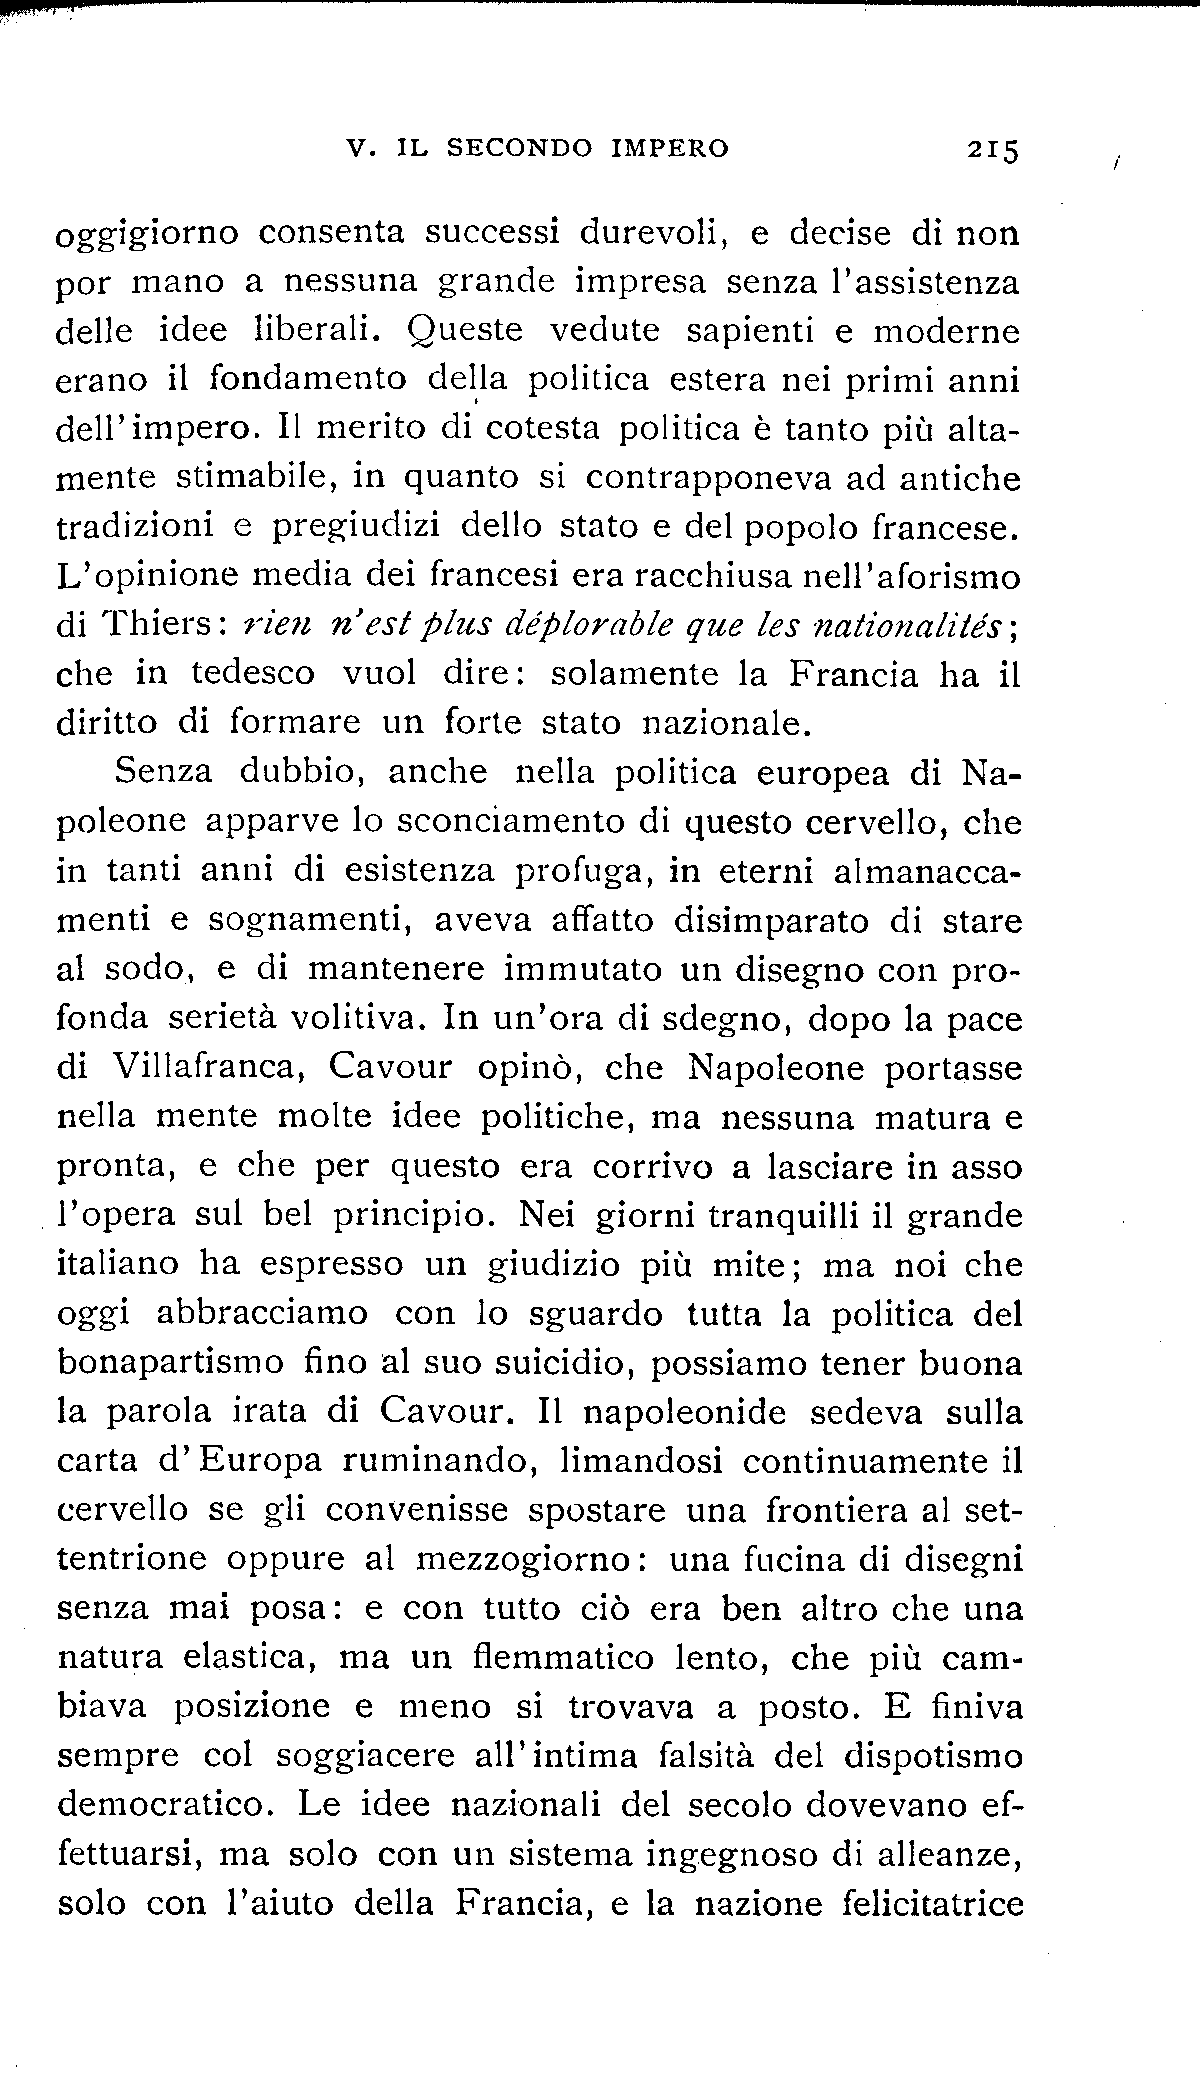 V. IL SECONDO IMPERO 215
oggigiorno consenta successi durevoli, e decise di non
por mano a nessuna grande impresa senza l'assistenza
delle idee liberali. Queste vedute sapienti e moderne
erano il fondamento della politica estera nei primi anni
dell'impero. Il merito di cotesta politica è tanto più alta-
mente stimabile, in quanto si contrapponeva ad antiche
tradizioni e pregiudizi dello stato e del popolo francese.
L'opinione media dei francesi era racchiusa nell'aforismo
di Thiers: rien n'est plus déplorable que les nationalités;
che in tedesco vuol dire: solamente la Francia ha il
diritto di formare un forte stato nazionale.
Senza dubbio, anche nella politica europea di Na-
poleone apparve lo sconciamento di questo cervello, che
in tanti anni di esistenza profuga, in eterni almanacca-
menti e sognamenti, aveva affatto disimparato di stare
al sodo, e di mantenere immutato un disegno con pro-
fonda serietà volitiva. In un'ora di sdegno, dopo la pace
di Villafranca, Cavour opinò, che Napoleone portasse
nella mente molte idee politiche, ma nessuna matura e
pronta, e che per questo era corrivo a lasciare in asso
l'opera sul bel principio. Nei giorni tranquilli il grande
italiano ha espresso un giudizio più mite; ma noi che
oggi abbracciamo con lo sguardo tutta la politica del
bonapartismo fino al suo suicidio, possiamo tener buona
la parola irata di Cavour. Il napoleonide sedeva sulla
carta d'Europa ruminando, limandosi continuamente il
cervello se gli convenisse spostare una frontiera al set-
tentrione oppure al mezzogiorno: una fucina di disegni
senza mai posa: e con tutto ciò era ben altro che una
natura elastica, ma un flemmatico lento, che più cam-
biava posizione e meno si trovava a posto. E finiva
sempre col soggiacere all'intima falsità del dispotismo
democratico. Le idee nazionali del secolo dovevano ef-
fettuarsi, ma solo con un sistema ingegnoso di alleanze,
solo con l'aiuto della Francia, e la nazione felicitatrice